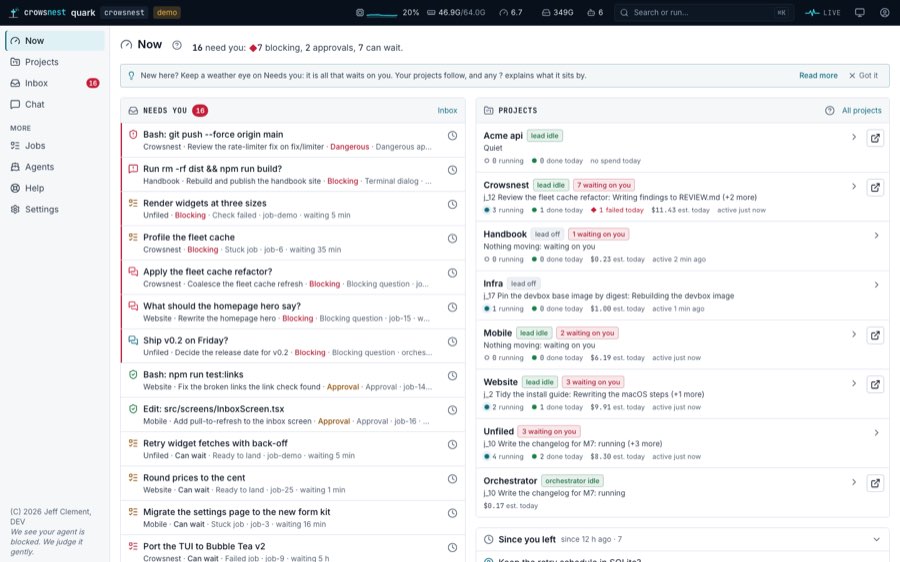 crowsnest quark crowsnest demo
20% 46.9G/64.0G 6.7 349G 6 Search or run... ⌘K LIVE
Now
Projects
Inbox 16
Chat
MORE
Jobs
Agents
Help
Settings
(C) 2026 Jeff Clement, DEV
We see your agent is blocked. We judge it gently.
Now 16 need you: 7 blocking, 2 approvals, 7 can wait.
New here? Keep a weather eye on Needs you: it is all that waits on you. Your projects follow, and any ? explains what it sits by. Read more Got it
NEEDS YOU 16 Inbox
Bash: git push --force origin main
Crowsnest · Review the rate-limiter fix on fix/limiter · Dangerous · Dangerous ap...
Run rm -rf dist && npm run build?
Handbook · Rebuild and publish the handbook site · Blocking · Terminal dialog · ...
Render widgets at three sizes
Unfiled · Blocking · Check failed · job-demo · waiting 5 min
Profile the fleet cache
Crowsnest · Blocking · Stuck job · job-6 · waiting 35 min
Apply the fleet cache refactor?
Crowsnest · Coalesce the fleet cache refresh · Blocking · Blocking question · jo...
What should the homepage hero say?
Website · Rewrite the homepage hero · Blocking · Blocking question · job-15 · w...
Ship v0.2 on Friday?
Unfiled · Decide the release date for v0.2 · Blocking · Blocking question · orches...
Bash: npm run test:links
Website · Fix the broken links the link check found · Approval · Approval · job-14...
Edit: src/screens/InboxScreen.tsx
Mobile · Add pull-to-refresh to the inbox screen · Approval · Approval · job-16 · ...
Retry widget fetches with back-off
Unfiled · Can wait · Ready to land · job-demo · waiting 5 min
Round prices to the cent
Website · Can wait · Ready to land · job-25 · waiting 1 min
Migrate the settings page to the new form kit
Mobile · Can wait · Stuck job · job-3 · waiting 16 min
Port the TUI to Bubble Tea v2
Crowsnest · Can wait · Failed job · job-9 · waiting 5 h
PROJECTS All projects
Acme api lead idle
Quiet
0 running 0 done today no spend today
Crowsnest lead idle 7 waiting on you
j_12 Review the fleet cache refactor: Writing findings to REVIEW.md (+2 more)
3 running 1 done today 1 failed today $11.43 est. today active just now
Handbook lead off 1 waiting on you
Nothing moving: waiting on you
0 running 0 done today $0.23 est. today active 2 min ago
Infra lead off
j_17 Pin the devbox base image by digest: Rebuilding the devbox image
1 running 0 done today $1.00 est. today active 1 min ago
Mobile lead idle 2 waiting on you
Nothing moving: waiting on you
0 running 0 done today $6.19 est. today active just now
Website lead idle 3 waiting on you
j_2 Tidy the install guide: Rewriting the macOS steps (+1 more)
2 running 1 done today $9.91 est. today active just now
Unfiled 3 waiting on you
j_10 Write the changelog for M7: running (+3 more)
4 running 2 done today $8.30 est. today active just now
Orchestrator orchestrator idle
j_10 Write the changelog for M7: running
$0.17 est. today
Since you left since 12 h ago · 7